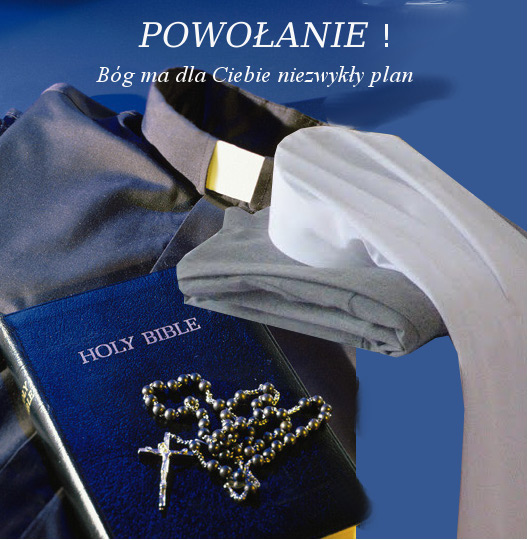 POWOŁANIE !
Bóg ma dla Ciebie niezwykły plan
HOLY BIBLE